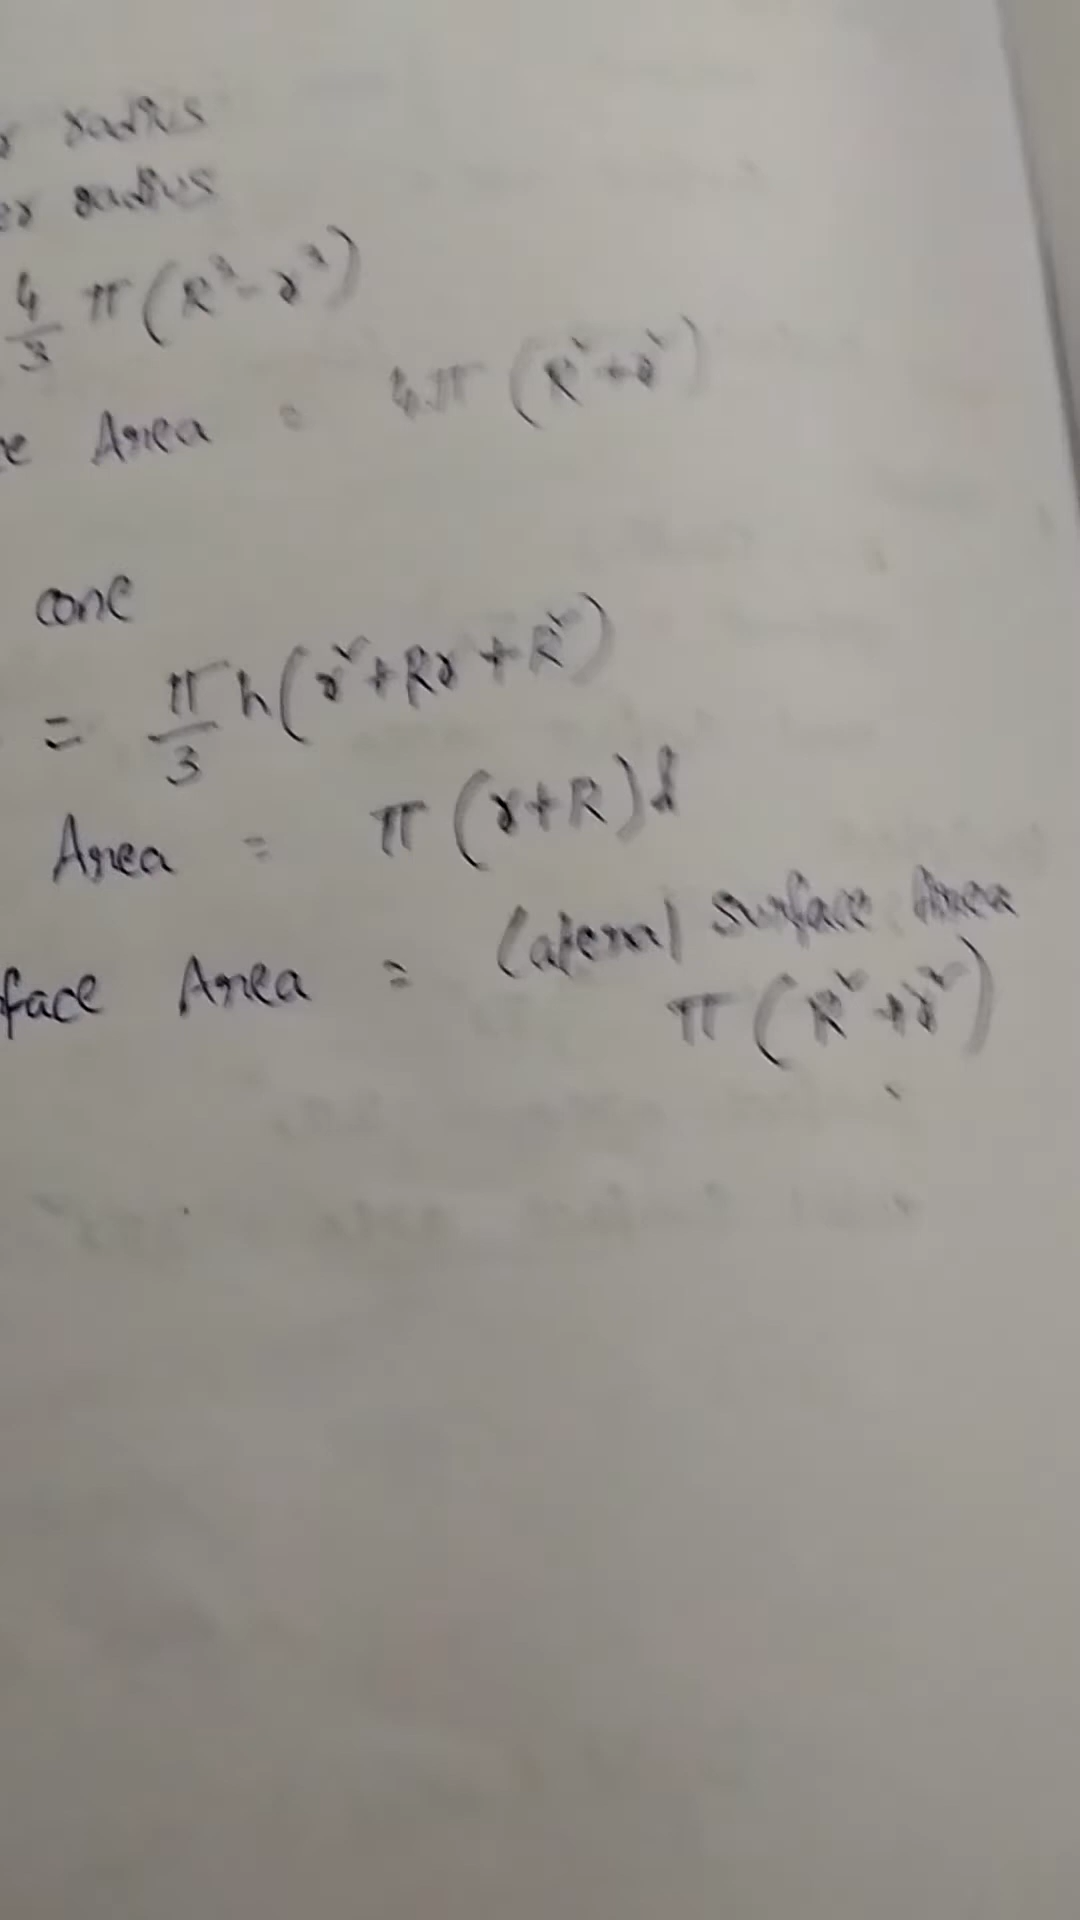 r radius
er radius
4/3 π (R³ - r³)
e Area = 4π (R² + r²)
cone
= π/3 h (r² + Rr + R²)
Area = π (r + R) l
face Area = Lateral surface Area
π (R² + r²)